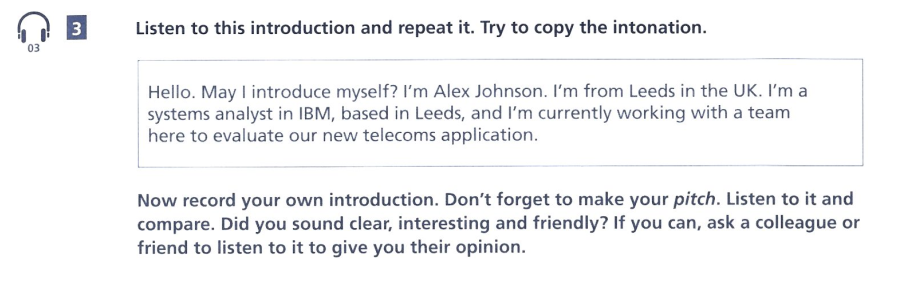 03
3
Listen to this introduction and repeat it. Try to copy the intonation.
Hello. May I introduce myself? I'm Alex Johnson. I'm from Leeds in the UK. I'm a
systems analyst in IBM, based in Leeds, and I'm currently working with a team
here to evaluate our new telecoms application.
Now record your own introduction. Don't forget to make your pitch. Listen to it and
compare. Did you sound clear, interesting and friendly? If you can, ask a colleague or
friend to listen to it to give you their opinion.